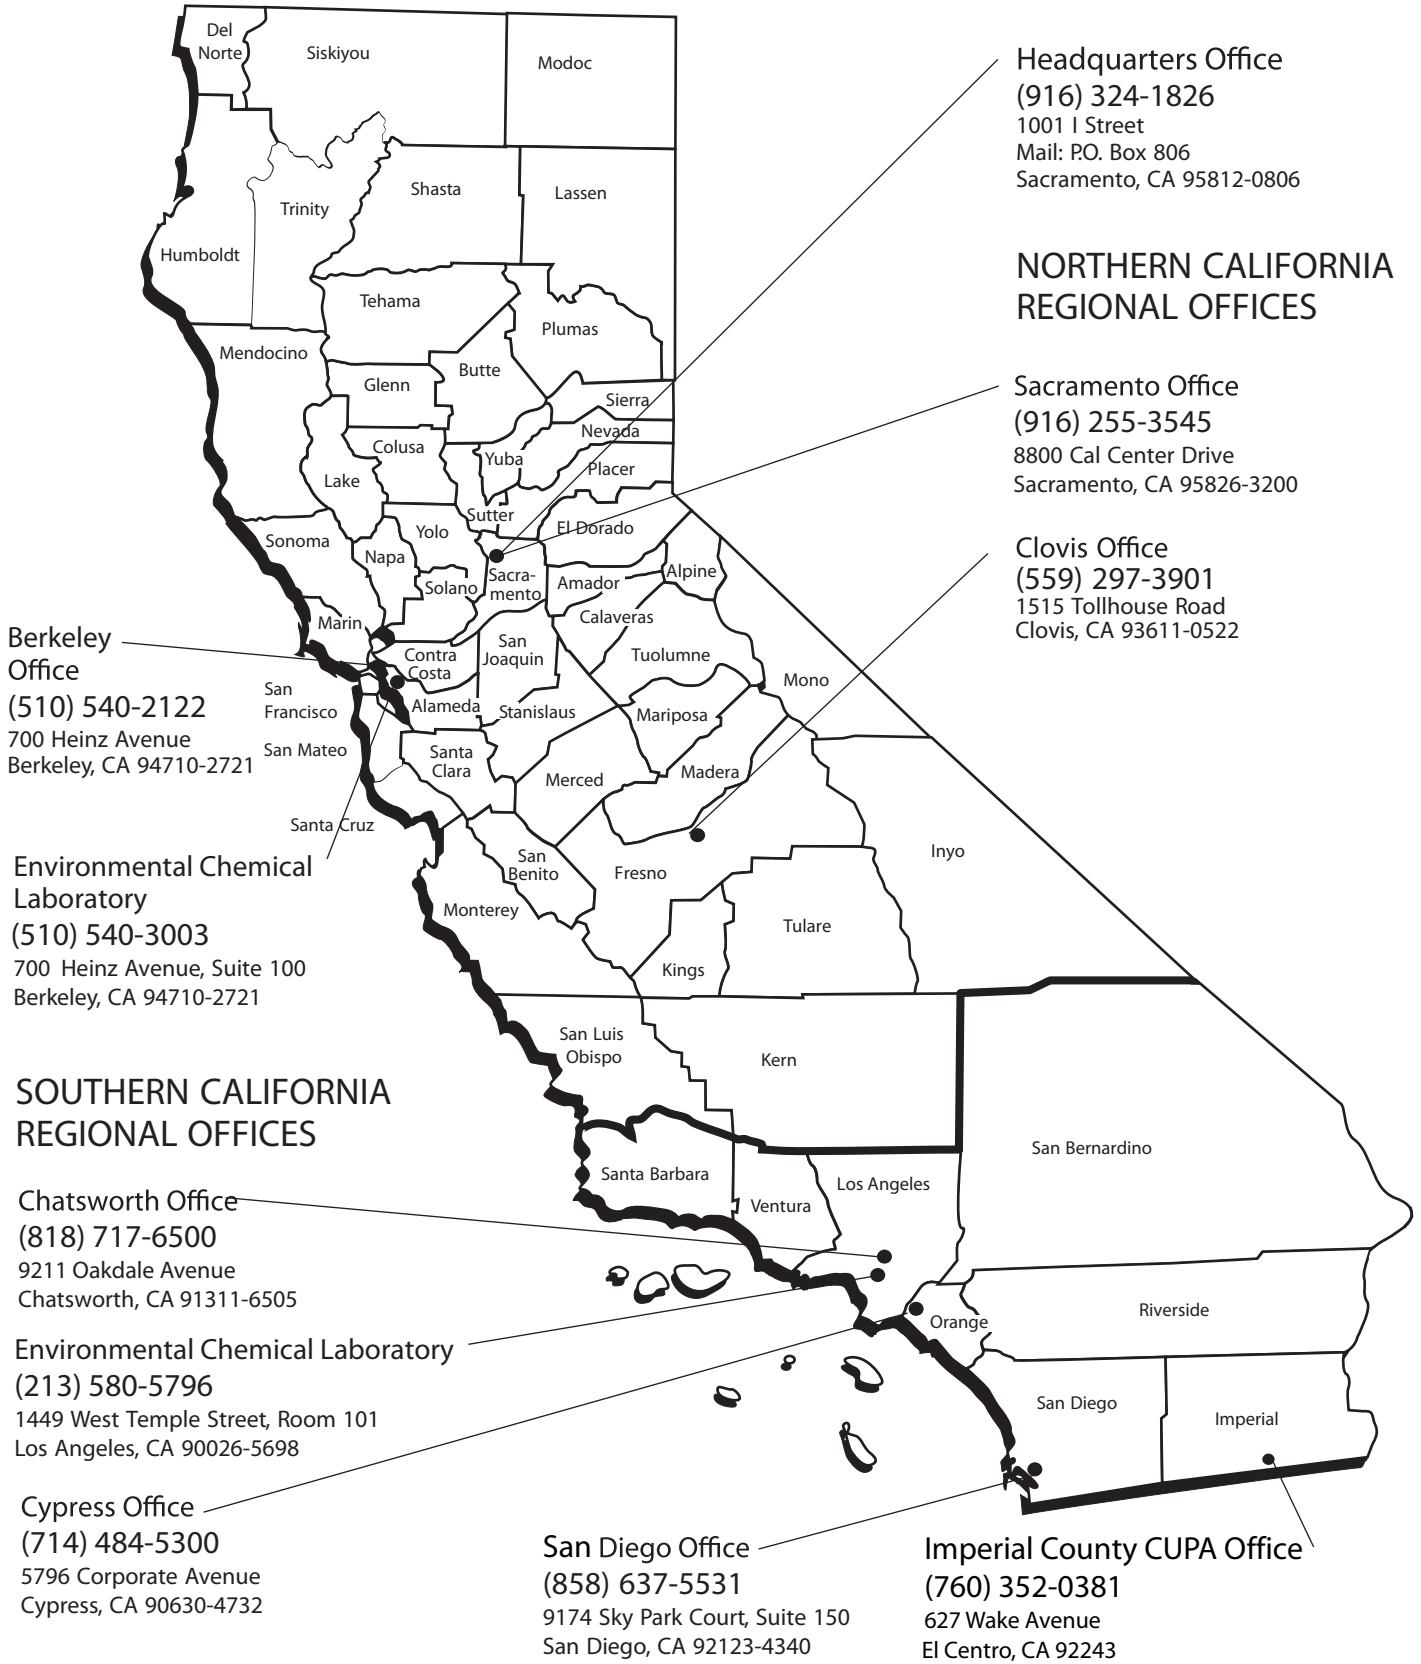 Del
Norte
Siskiyou
Modoc
Shasta
Lassen
Trinity
Humboldt
Tehama
Plumas
Mendocino
Butte
Glenn
Sierra
Nevada
Colusa
Yuba
Placer
Lake
Sutter
El Dorado
Yolo
Sonoma
Napa
Alpine
Sacra-
mento
Amador
Solano
Calaveras
Marin
San
Joaquin
Contra
Costa
Tuolumne
Mono
San
Francisco
Alameda
Stanislaus
Mariposa
San Mateo
Santa
Clara
Merced
Madera
Santa Cruz
San
Benito
Fresno
Inyo
Monterey
Tulare
Kings
San Luis
Obispo
Kern
San Bernardino
Santa Barbara
Los Angeles
Ventura
Riverside
Orange
San Diego
Imperial
Headquarters Office
(916) 324-1826
1001 I Street
Mail: P.O. Box 806
Sacramento, CA 95812-0806
NORTHERN CALIFORNIA
REGIONAL OFFICES
Sacramento Office
(916) 255-3545
8800 Cal Center Drive
Sacramento, CA 95826-3200
Clovis Office
(559) 297-3901
1515 Tollhouse Road
Clovis, CA 93611-0522
Berkeley
Office
(510) 540-2122
700 Heinz Avenue
Berkeley, CA 94710-2721
Environmental Chemical
Laboratory
(510) 540-3003
700 Heinz Avenue, Suite 100
Berkeley, CA 94710-2721
SOUTHERN CALIFORNIA
REGIONAL OFFICES
Chatsworth Office
(818) 717-6500
9211 Oakdale Avenue
Chatsworth, CA 91311-6505
Environmental Chemical Laboratory
(213) 580-5796
1449 West Temple Street, Room 101
Los Angeles, CA 90026-5698
Cypress Office
(714) 484-5300
5796 Corporate Avenue
Cypress, CA 90630-4732
San Diego Office
(858) 637-5531
9174 Sky Park Court, Suite 150
San Diego, CA 92123-4340
Imperial County CUPA Office
(760) 352-0381
627 Wake Avenue
El Centro, CA 92243